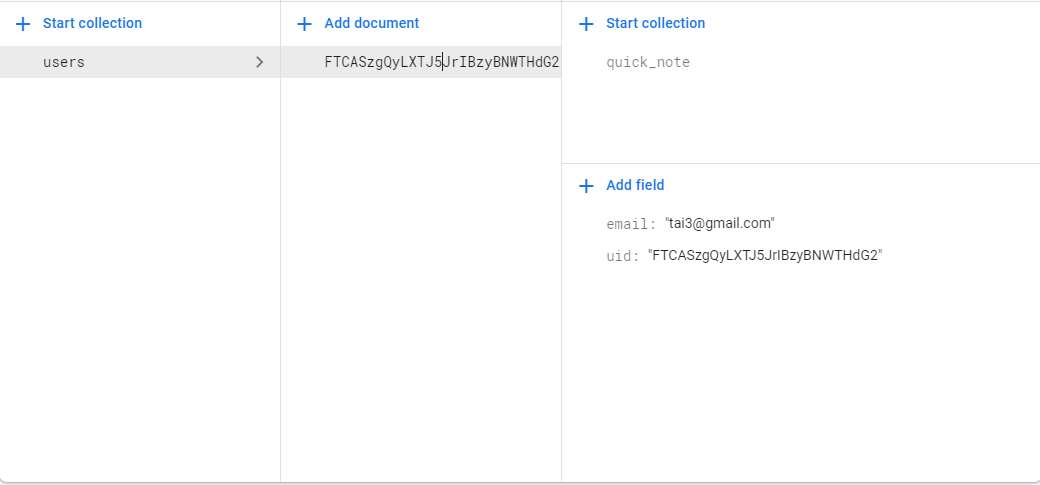 Start collection
users
Add document
FTCASzgQyLXTJ5JrIBzyBNWTHdG2
Start collection
quick_note
Add field
email: "tai3@gmail.com"
uid: "FTCASzgQyLXTJ5JrIBzyBNWTHdG2"